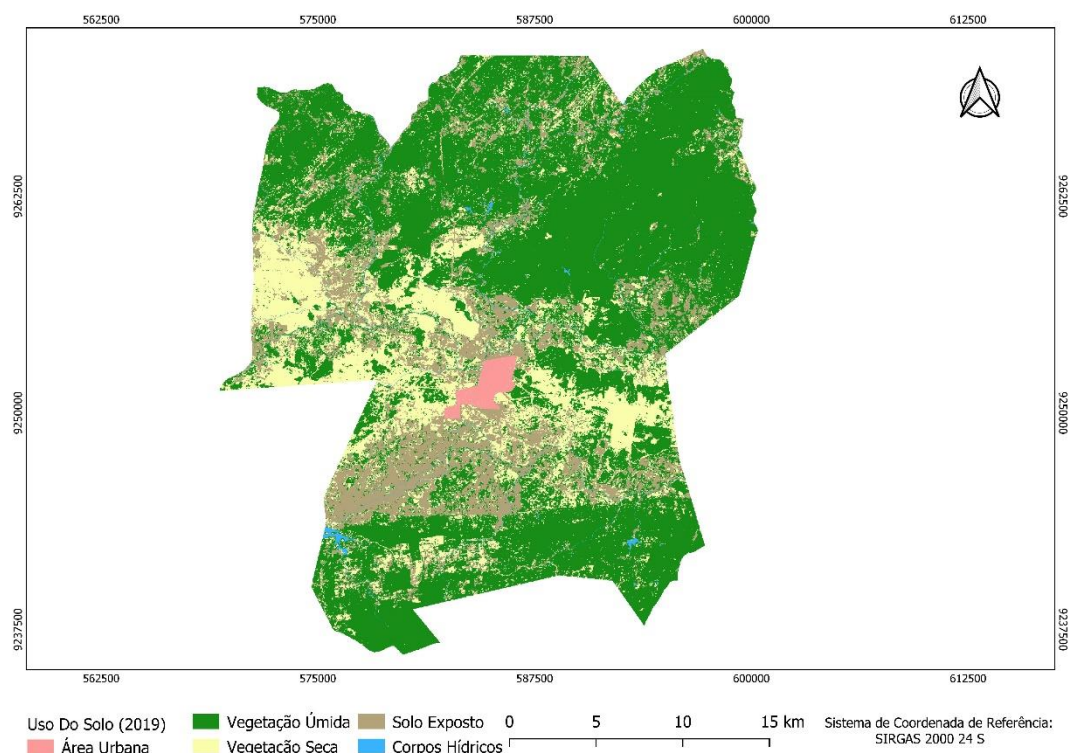 562500 575000 587500 600000 612500
9262500 9262500
9250000 9250000
9237500 9237500
562500 575000 587500 600000 612500
Uso Do Solo (2019) Vegetação Úmida Solo Exposto 0 5 10 15 km Sistema de Coordenada de Referência:
Área Urbana Vegetação Seca Corpos Hídricos SIRGAS 2000 24 S